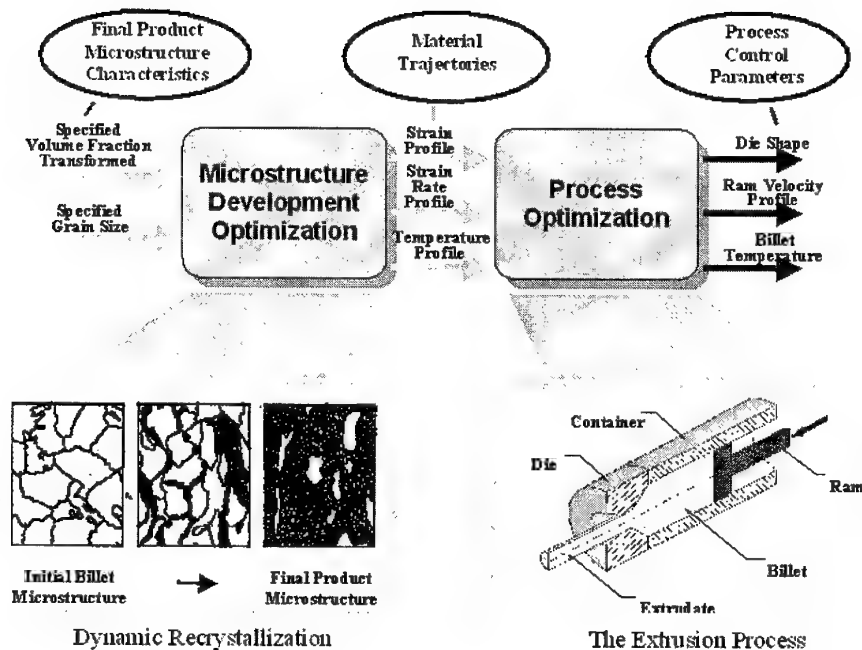 Final Product
Microstructure
Characteristics
Material
Trajectories
Process
Control
Parameters
Specified
Volume Fraction
Transformed
Specified
Grain Size
Microstructure
Development
Optimization
Strain
Profile
Strain
Rate
Profile
Temperature
Profile
Process
Optimization
Die Shape
Ram Velocity
Profile
Billet
Temperature
Initial Billet
Microstructure
Final Product
Microstructure
Dynamic Recrystallization
Container
Die
Ram
Billet
Extrudate
The Extrusion Process